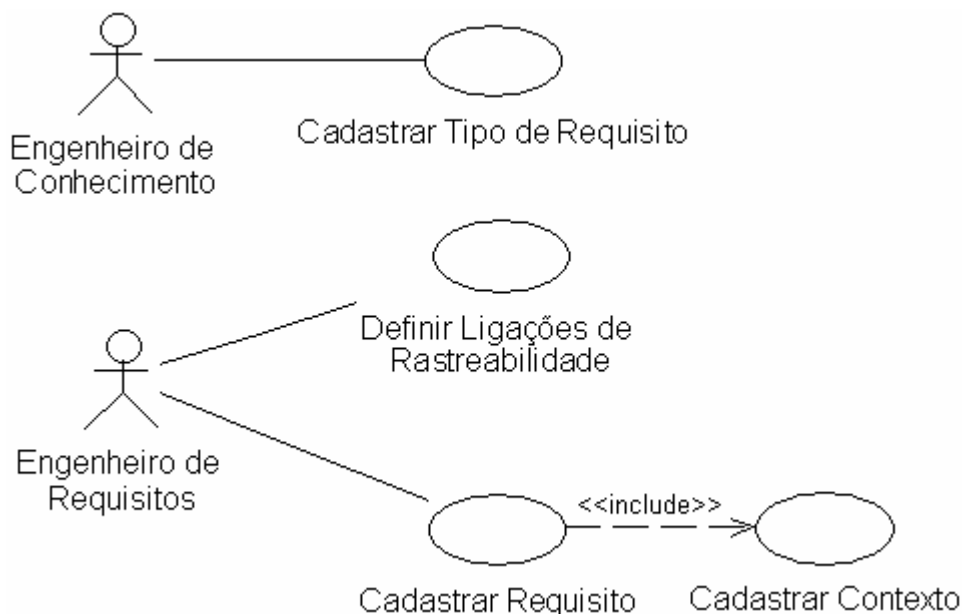 Cadastrar Tipo de Requisito
Engenheiro de
Conhecimento
Definir Ligações de
Rastreabilidade
Engenheiro de
Requisitos
<<include>>
Cadastrar Requisito
Cadastrar Contexto